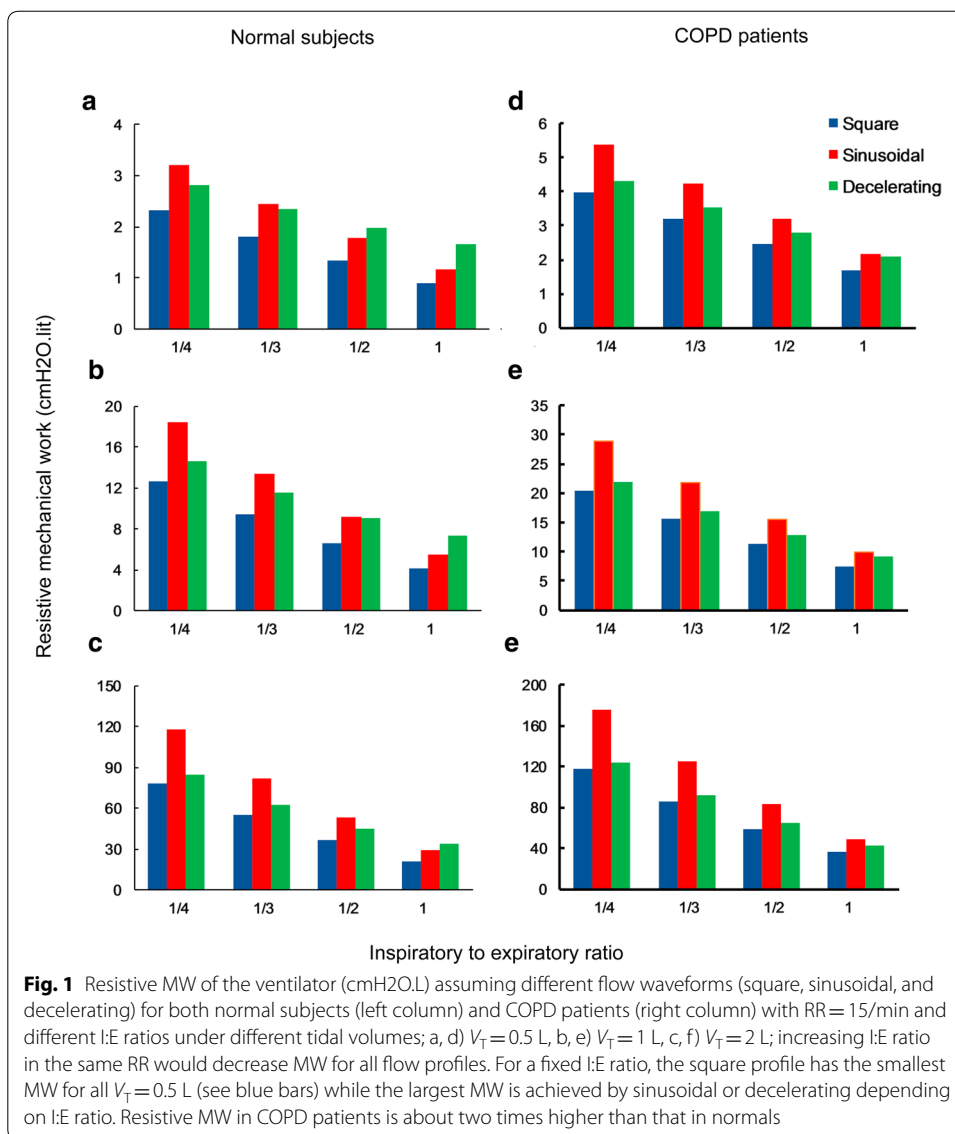 Normal subjects
COPD patients
Resistive mechanical work (cmH2O.lit)
a
4
3
2
1
0
1/4 1/3 1/2 1
d
6
5
4
3
2
1
0
1/4 1/3 1/2 1
Square
Sinusoidal
Decelerating
b
20
16
12
8
4
0
1/4 1/3 1/2 1
e
35
30
25
20
15
10
5
0
1/4 1/3 1/2 1
c
150
120
90
60
30
0
1/4 1/3 1/2 1
e
200
160
120
80
40
0
1/4 1/3 1/2 1
Inspiratory to expiratory ratio
Fig. 1 Resistive MW of the ventilator (cmH2O.L) assuming different flow waveforms (square, sinusoidal, and
decelerating) for both normal subjects (left column) and COPD patients (right column) with RR = 15/min and
different I:E ratios under different tidal volumes; a, d) V_T = 0.5 L, b, e) V_T = 1 L, c, f) V_T = 2 L; increasing I:E ratio
in the same RR would decrease MW for all flow profiles. For a fixed I:E ratio, the square profile has the smallest
MW for all V_T = 0.5 L (see blue bars) while the largest MW is achieved by sinusoidal or decelerating depending
on I:E ratio. Resistive MW in COPD patients is about two times higher than that in normals